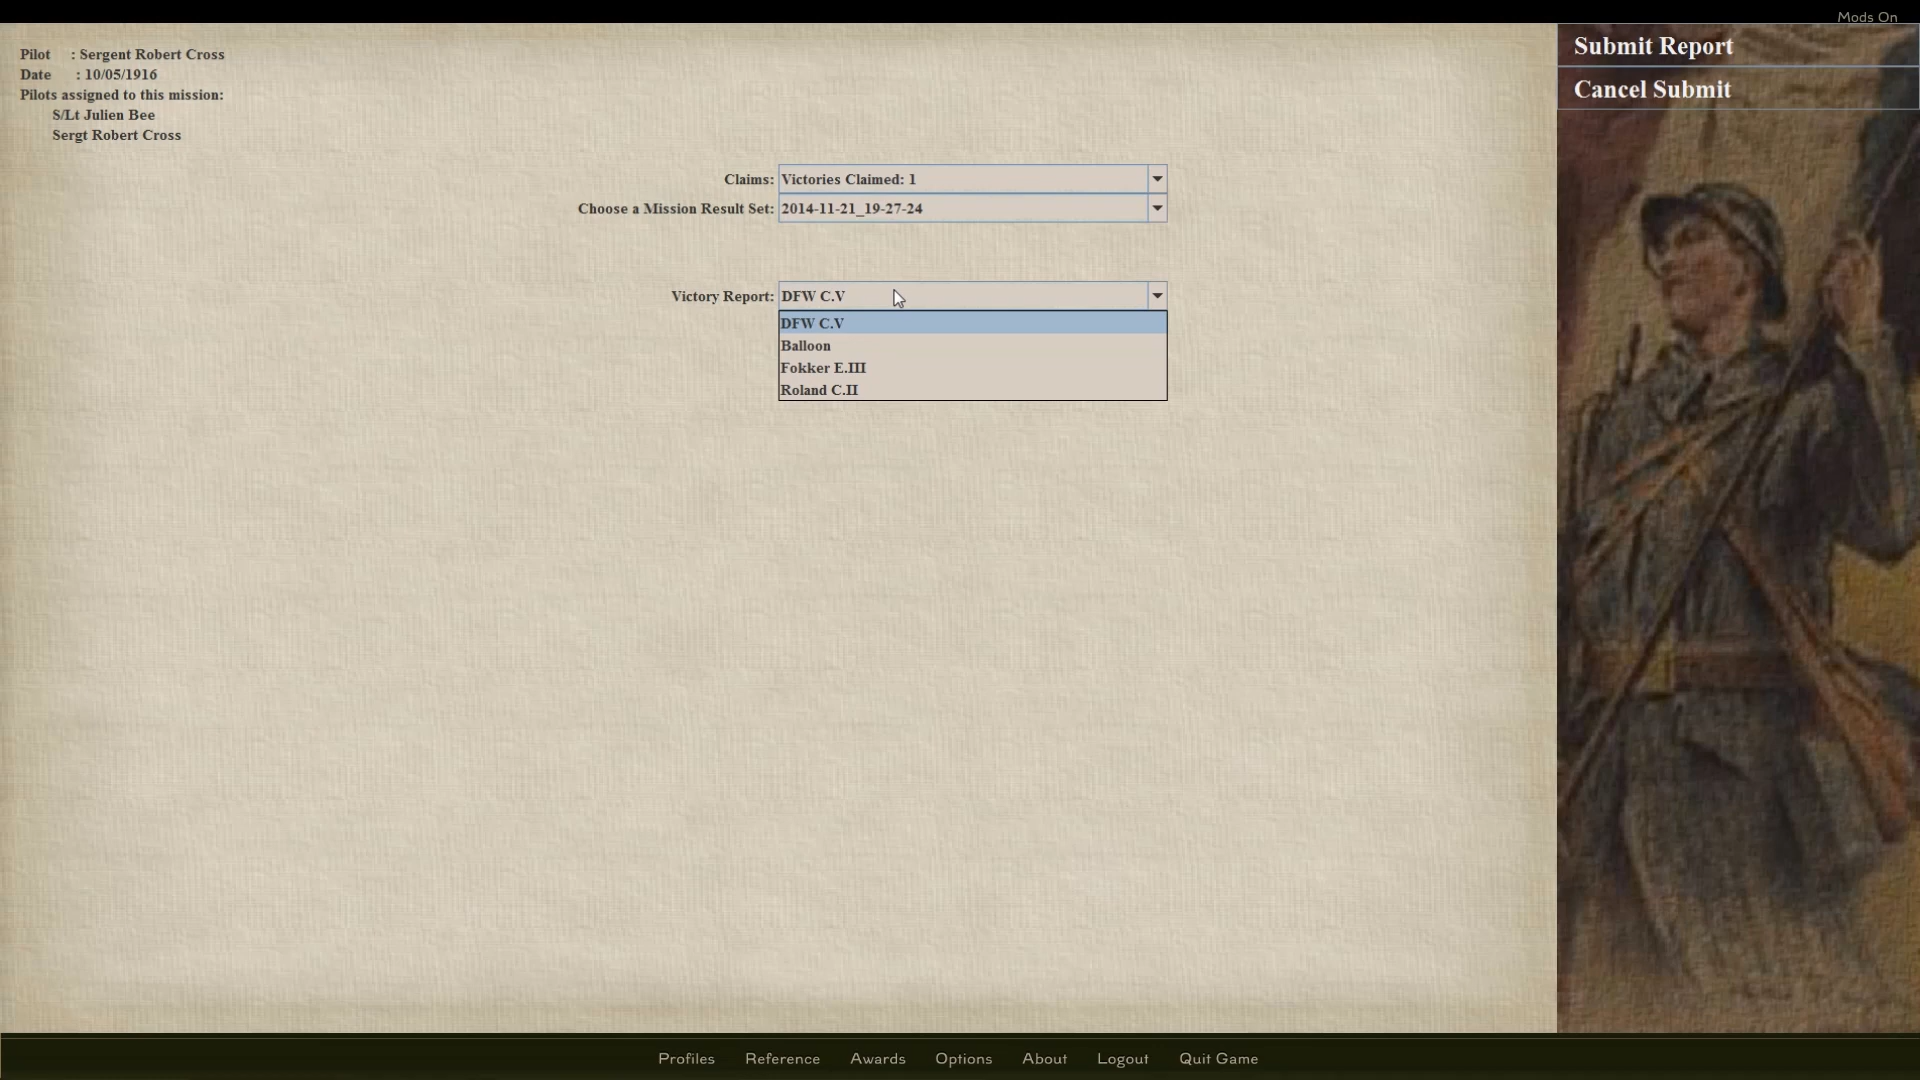 Mods On
Pilot : Sergent Robert Cross
Date : 10/05/1916
Pilots assigned to this mission:
S/Lt Julien Bee
Sergt Robert Cross
Submit Report
Cancel Submit
Claims: Victories Claimed: 1
Choose a Mission Result Set: 2014-11-21_19-27-24
Victory Report: DFW C.V
DFW C.V
Balloon
Fokker E.III
Roland C.II
Profiles Reference Awards Options About Logout Quit Game